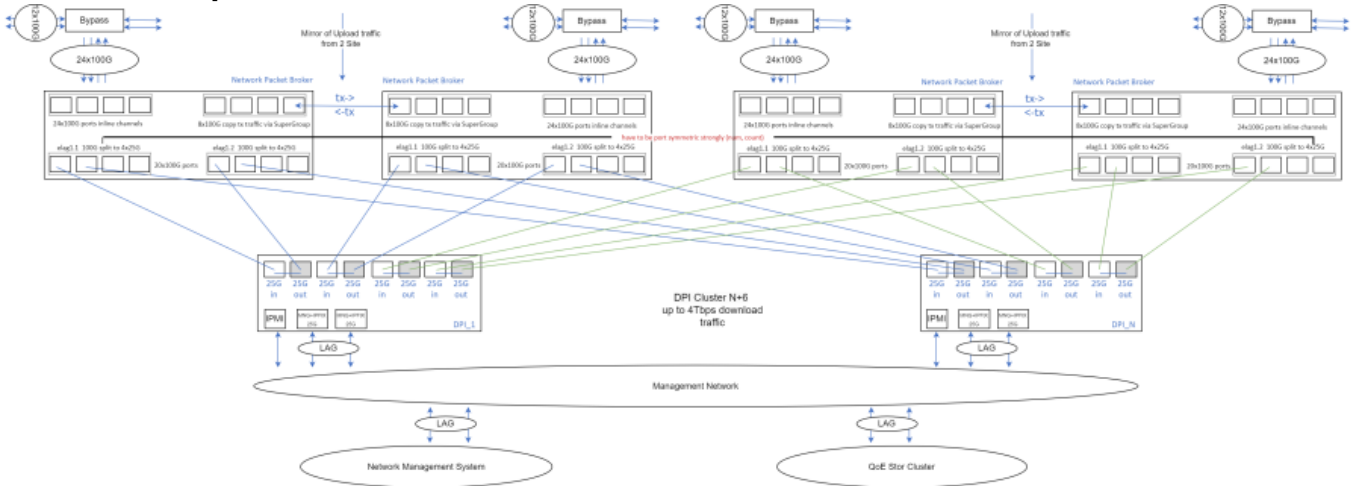 12x100G
Bypass
24x100G
Mirror of Upload traffic
from 2 Site
12x100G
Bypass
24x100G
12x100G
Bypass
24x100G
Mirror of Upload traffic
from 2 Site
12x100G
Bypass
24x100G
Network Packet Broker
Network Packet Broker
Network Packet Broker
Network Packet Broker
tx->
<-tx
tx->
<-tx
24x100G ports inline channels
8x100G copy tx traffic via SuperGroup
8x100G copy tx traffic via SuperGroup
24x100G ports inline channels
24x100G ports inline channels
8x100G copy tx traffic via SuperGroup
8x100G copy tx traffic via SuperGroup
24x100G ports inline channels
have to be port symmetric strongly (num, count)
elag1.1 100G split to 4x25G
elag1.2 100G split to 4x25G
elag1.1 100G split to 4x25G
elag1.2 100G split to 4x25G
elag1.1 100G split to 4x25G
elag1.2 100G split to 4x25G
elag1.1 100G split to 4x25G
elag1.2 100G split to 4x25G
20x100G ports
20x100G ports
20x100G ports
20x100G ports
25G 25G 25G 25G 25G 25G 25G 25G
in out in out in out in out
IPMI
25G
25G
DPI_1
LAG
DPI Cluster N+6
up to 4Tbps download
traffic
25G 25G 25G 25G 25G 25G 25G 25G
in out in out in out in out
IPMI
25G
25G
DPI_N
LAG
Management Network
LAG
LAG
Network Management System
QoE Stor Cluster